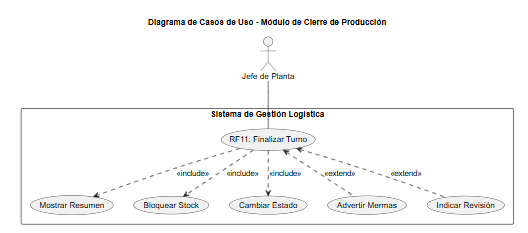 Diagrama de Casos de Uso - Módulo de Cierre de Producción
Jefe de Planta
Sistema de Gestión Logística
RF11: Finalizar Turno
«include» «include» «include» «extend» «extend»
Mostrar Resumen Bloquear Stock Cambiar Estado Advertir Mermas Indicar Revisión